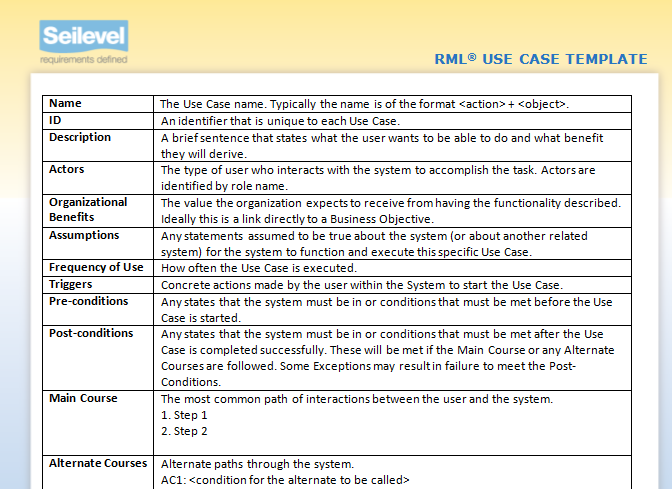 Seilevel
requirements defined
RML® USE CASE TEMPLATE
Name The Use Case name. Typically the name is of the format <action> + <object>.
ID An identifier that is unique to each Use Case.
Description A brief sentence that states what the user wants to be able to do and what benefit
they will derive.
Actors The type of user who interacts with the system to accomplish the task. Actors are
identified by role name.
Organizational The value the organization expects to receive from having the functionality described.
Benefits Ideally this is a link directly to a Business Objective.
Assumptions Any statements assumed to be true about the system (or about another related
system) for the system to function and execute this specific Use Case.
Frequency of Use How often the Use Case is executed.
Triggers Concrete actions made by the user within the System to start the Use Case.
Pre-conditions Any states that the system must be in or conditions that must be met before the Use
Case is started.
Post-conditions Any states that the system must be in or conditions that must be met after the Use
Case is completed successfully. These will be met if the Main Course or any Alternate
Courses are followed. Some Exceptions may result in failure to meet the Post-
Conditions.
Main Course The most common path of interactions between the user and the system.
1. Step 1
2. Step 2
Alternate Courses Alternate paths through the system.
AC1: <condition for the alternate to be called>